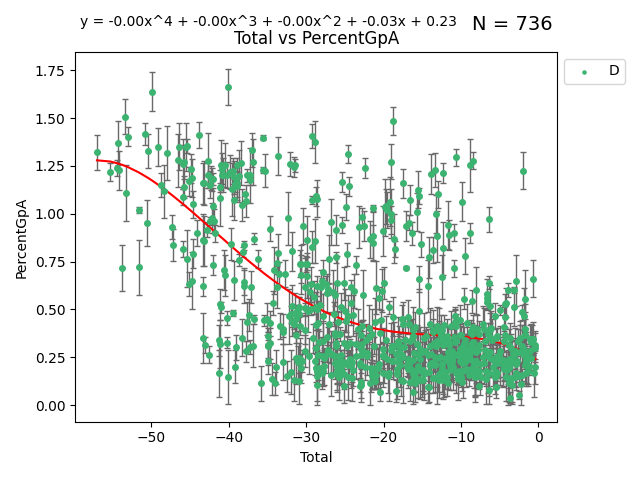 y = -0.00x^4 + -0.00x^3 + -0.00x^2 + -0.03x + 0.23
N = 736
Total vs PercentGpA
D
PercentGpA
1.75
1.50
1.25
1.00
0.75
0.50
0.25
0.00
−50
−40
−30
−20
−10
0
Total